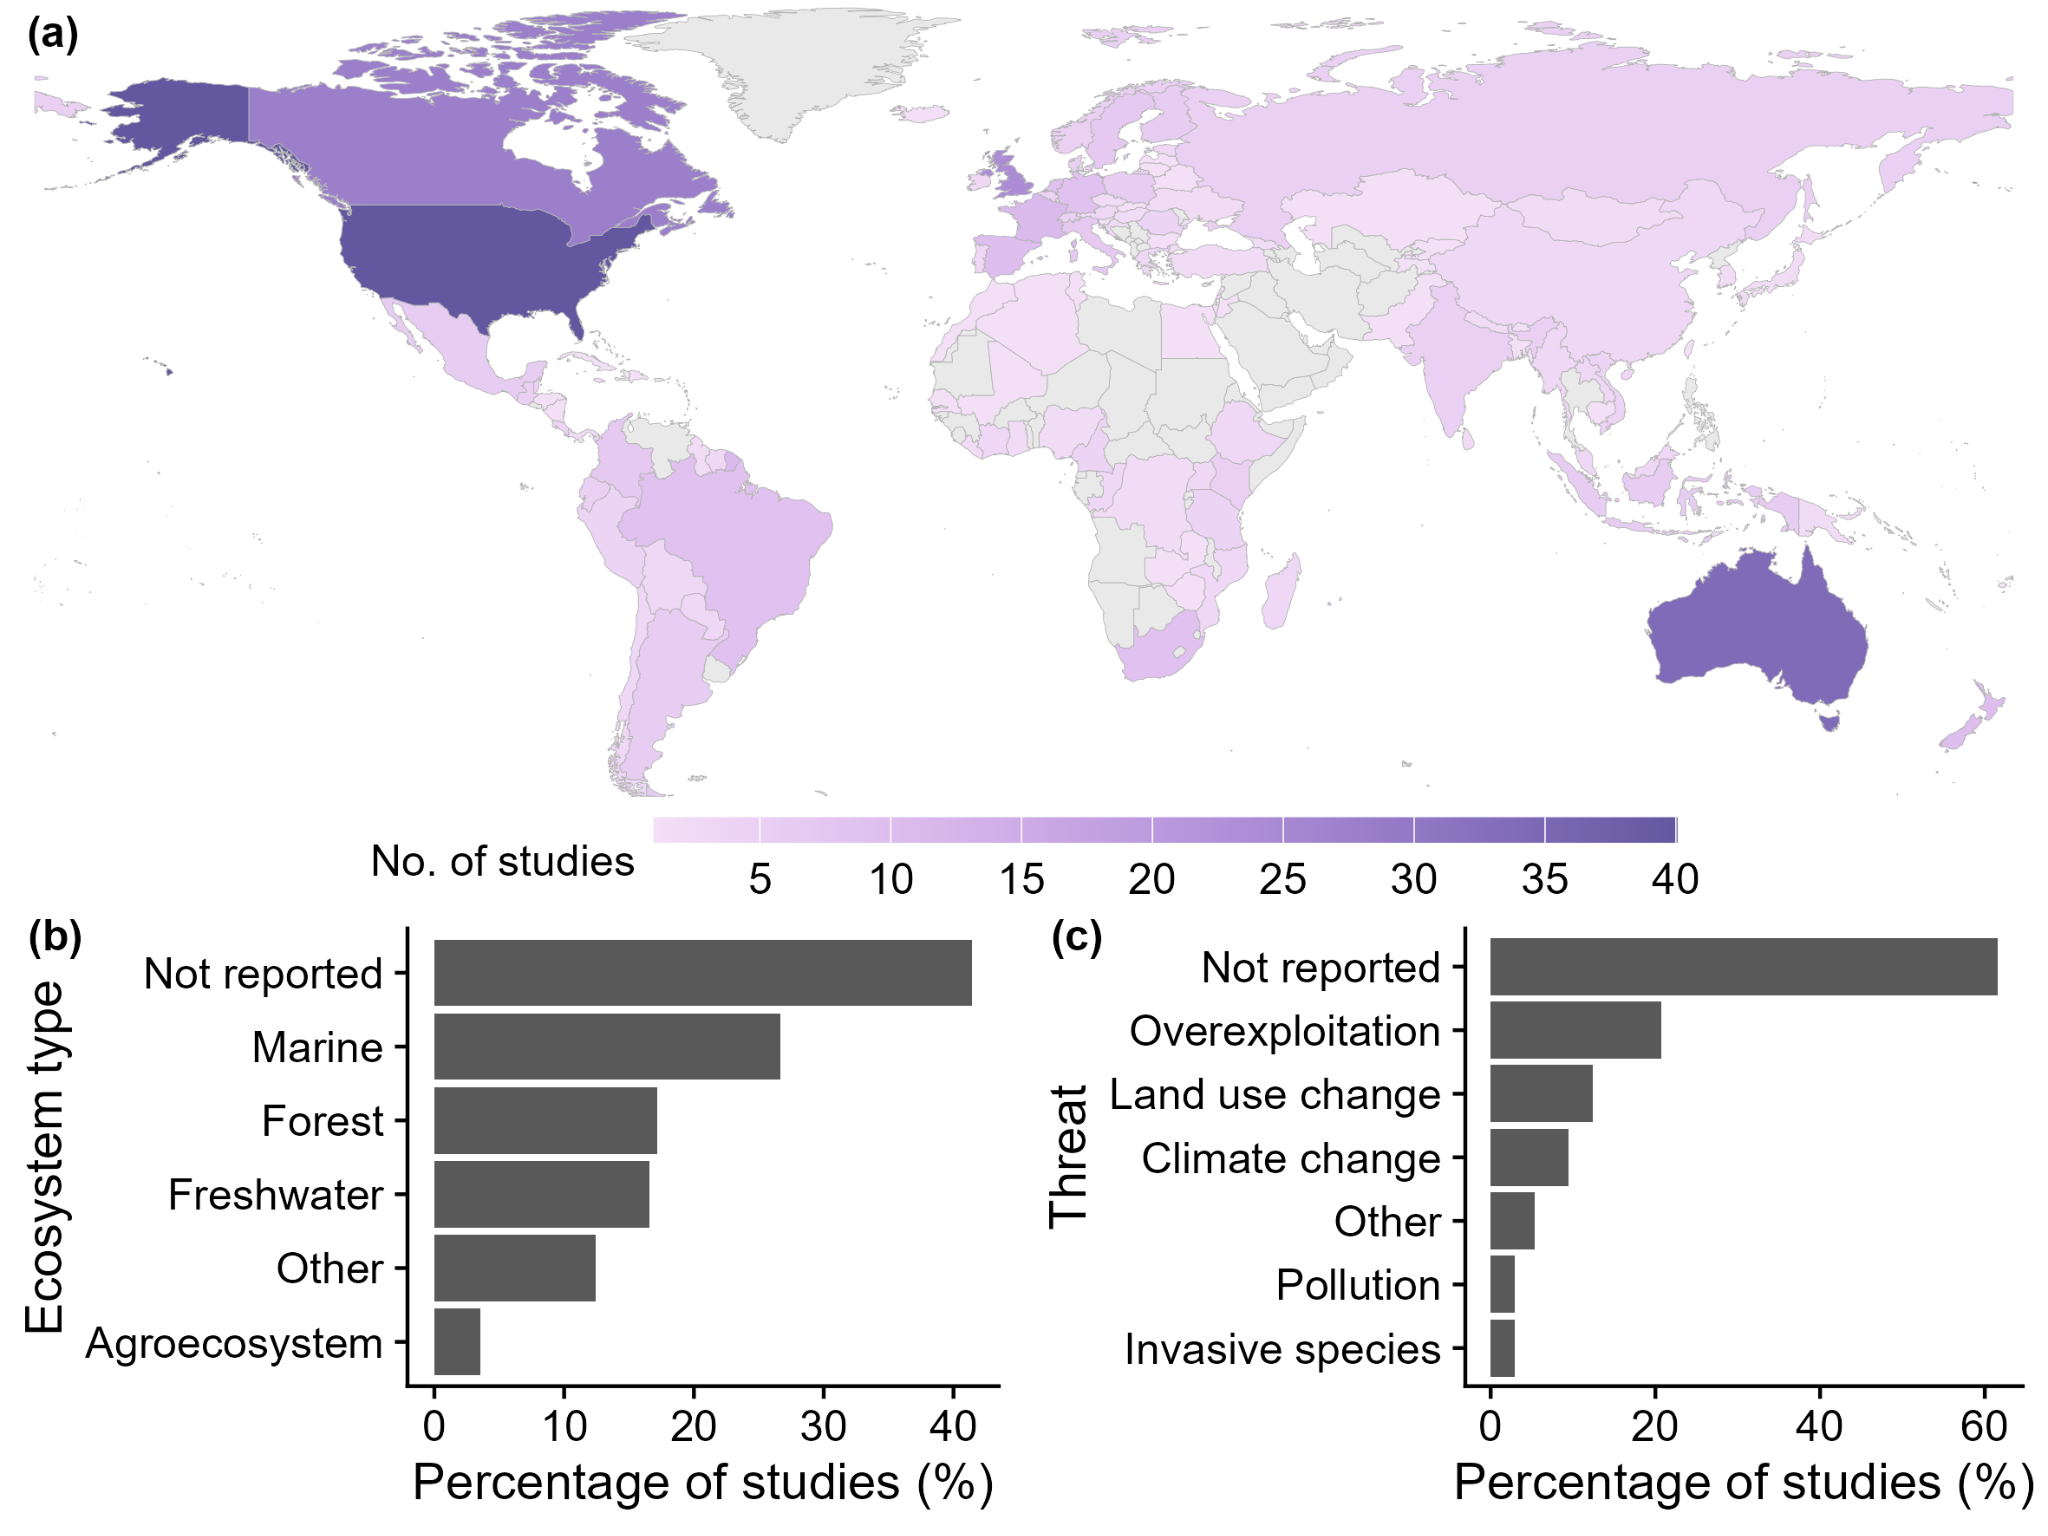 (a)
No. of studies
5 10 15 20 25 30 35 40
(b)
Ecosystem type
Not reported
Marine
Forest
Freshwater
Other
Agroecosystem
0 10 20 30 40
Percentage of studies (%)
(c)
Threat
Not reported
Overexploitation
Land use change
Climate change
Other
Pollution
Invasive species
0 20 40 60
Percentage of studies (%)